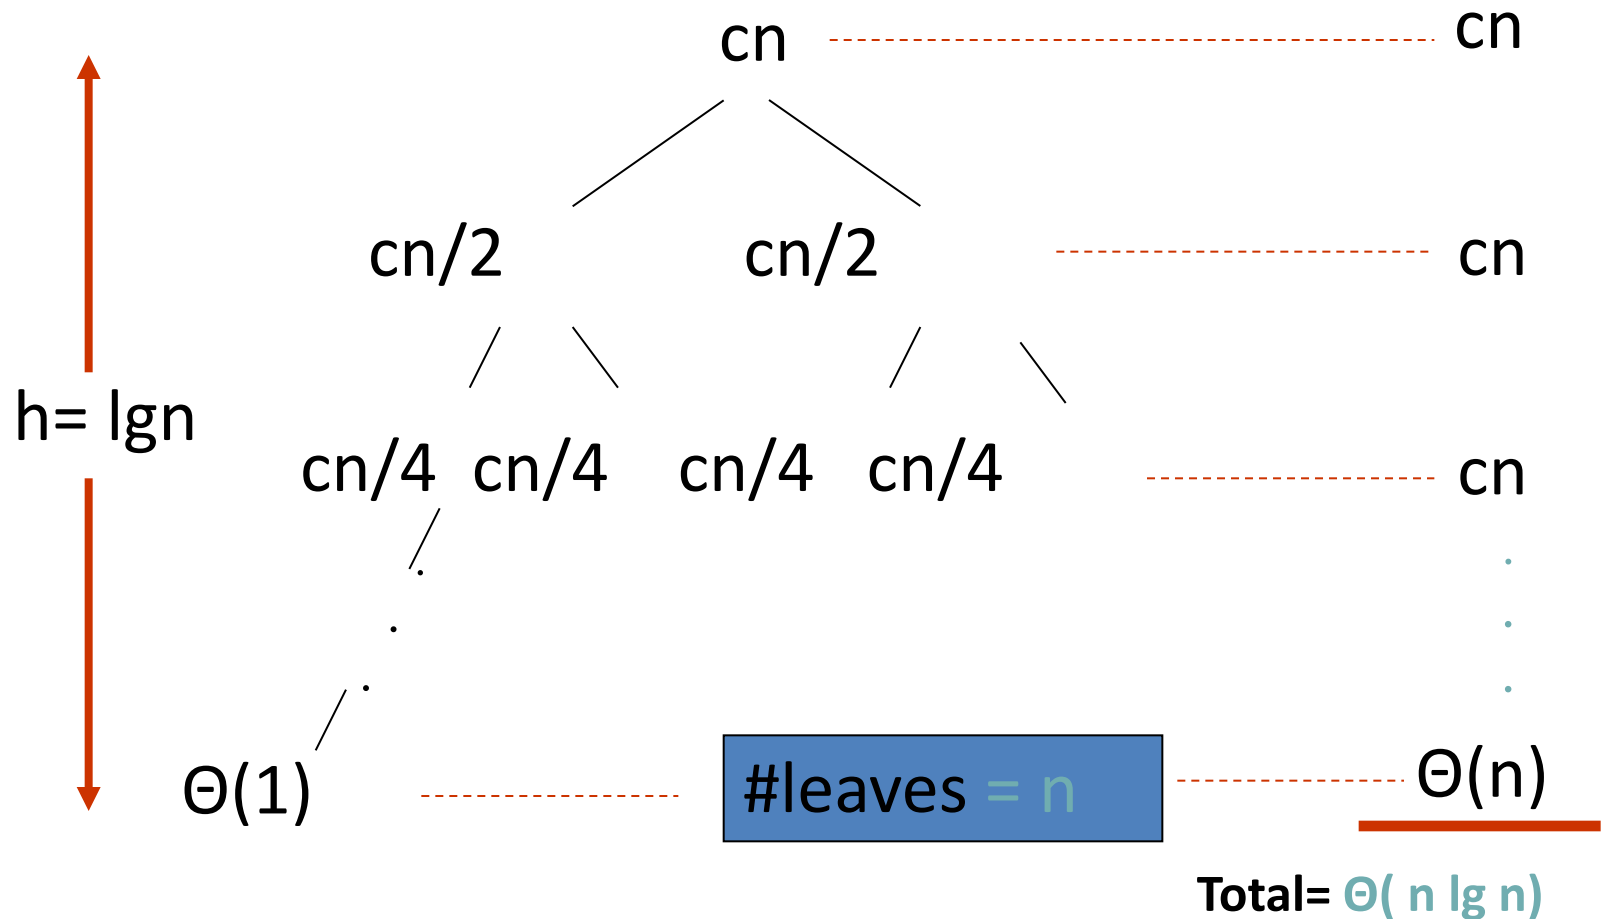 cn cn
cn/2 cn/2 cn
h= lgn
cn/4 cn/4 cn/4 cn/4 cn
Θ(1) #leaves = n Θ(n)
Total= Θ( n lg n)